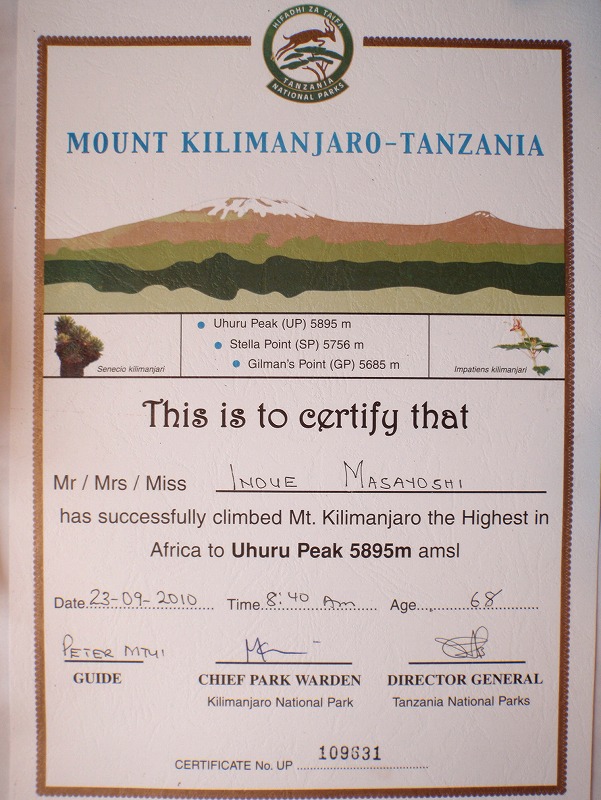 HIFADHI ZA TAIFA
TANZANIA
NATIONAL PARKS
MOUNT KILIMANJARO-TANZANIA
Uhuru Peak (UP) 5895 m
Stella Point (SP) 5756 m
Gilman's Point (GP) 5685 m
Senecio kilimanjari
Impatiens kilimanjari
This is to certify that
Mr / Mrs / Miss INOUE MASAYOSHI
has successfully climbed Mt. Kilimanjaro the Highest in
Africa to Uhuru Peak 5895m amsl
Date 23-09-2010 Time 8:40 Am Age 68
PETER MTUI
GUIDE CHIEF PARK WARDEN DIRECTOR GENERAL
Kilimanjaro National Park Tanzania National Parks
CERTIFICATE No. UP 109631